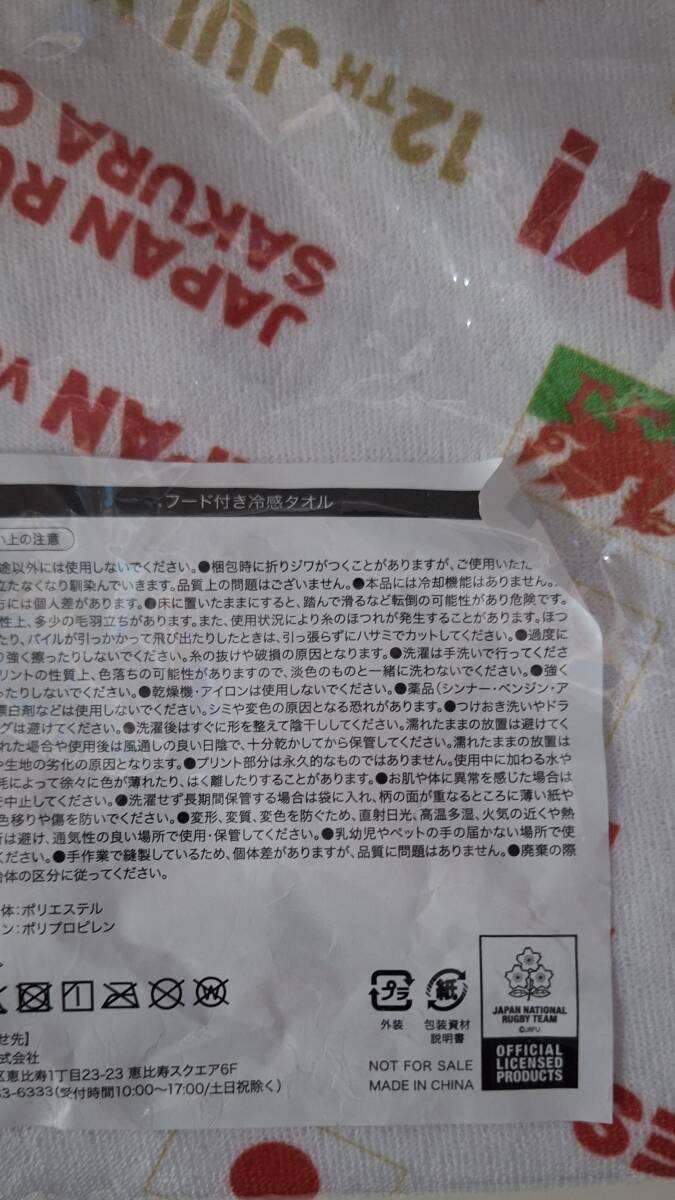 12TH JULY
JAPAN RU
SAKURA
Y!
JAPAN V
フード付き冷感タオル
い上の注意
途以外には使用しないでください。●梱包時に折りジワがつくことがありますが、ご使用いただ
立たなくなり馴染んでいきます。品質上の問題はございません。●本品には冷却機能はありません。
方には個人差があります。●床に置いたままにすると、踏んで滑るなど転倒の可能性があり危険です。
性上、多少の毛羽立ちがあります。また、使用状況により糸のほつれが発生することがあります。ほつ
たり、パイルが引っかかって飛び出たりしたときは、引っ張らずにハサミでカットしてください。●過度に
り強く擦ったりしないでください。糸の抜けや破損の原因となります。●洗濯は手洗いで行ってくださ
リントの性質上、色落ちの可能性がありますので、淡色のものと一緒に洗わないでください。●強く
ったりしないでください。●乾燥機・アイロンは使用しないでください。●薬品(シンナー・ベンジン・ア
漂白剤などは使用しないでください。シミや変色の原因となる恐れがあります。●つけおき洗いやドラ
グは避けてください。●洗濯後はすぐに形を整えて陰干ししてください。濡れたままの放置は避けてく
れた場合や使用後は風通しの良い日陰で、十分乾かしてから保管してください。濡れたままの放置は
や生地の劣化の原因となります。●プリント部分は永久的なものではありません。使用中に加わる水や
耗によって徐々に色が薄れたり、はく離したりすることがあります。●お肌や体に異常を感じた場合は
を中止してください。●洗濯せず長期間保管する場合は袋に入れ、柄の面が重なるところに薄い紙や
色移りや傷を防いでください。●変形、変質、変色を防ぐため、直射日光、高温多湿、火気の近くや熱
所は避け、通気性の良い場所で使用・保管してください。●乳幼児やペットの手の届かない場所で使
ください。●手作業で縫製しているため、個体差がありますが、品質に問題はありません。●廃棄の際
治体の区分に従ってください。
体：ポリエステル
ン：ポリプロピレン
プラ
外装
紙
包装資材
説明書
JAPAN NATIONAL
RUGBY TEAM
©JRFU
OFFICIAL
LICENSED
PRODUCTS
せ先】
式会社
区恵比寿1丁目23-23 恵比寿スクエア6F
33-6333(受付時間10:00～17:00/土日祝除く)
NOT FOR SALE
MADE IN CHINA
ES